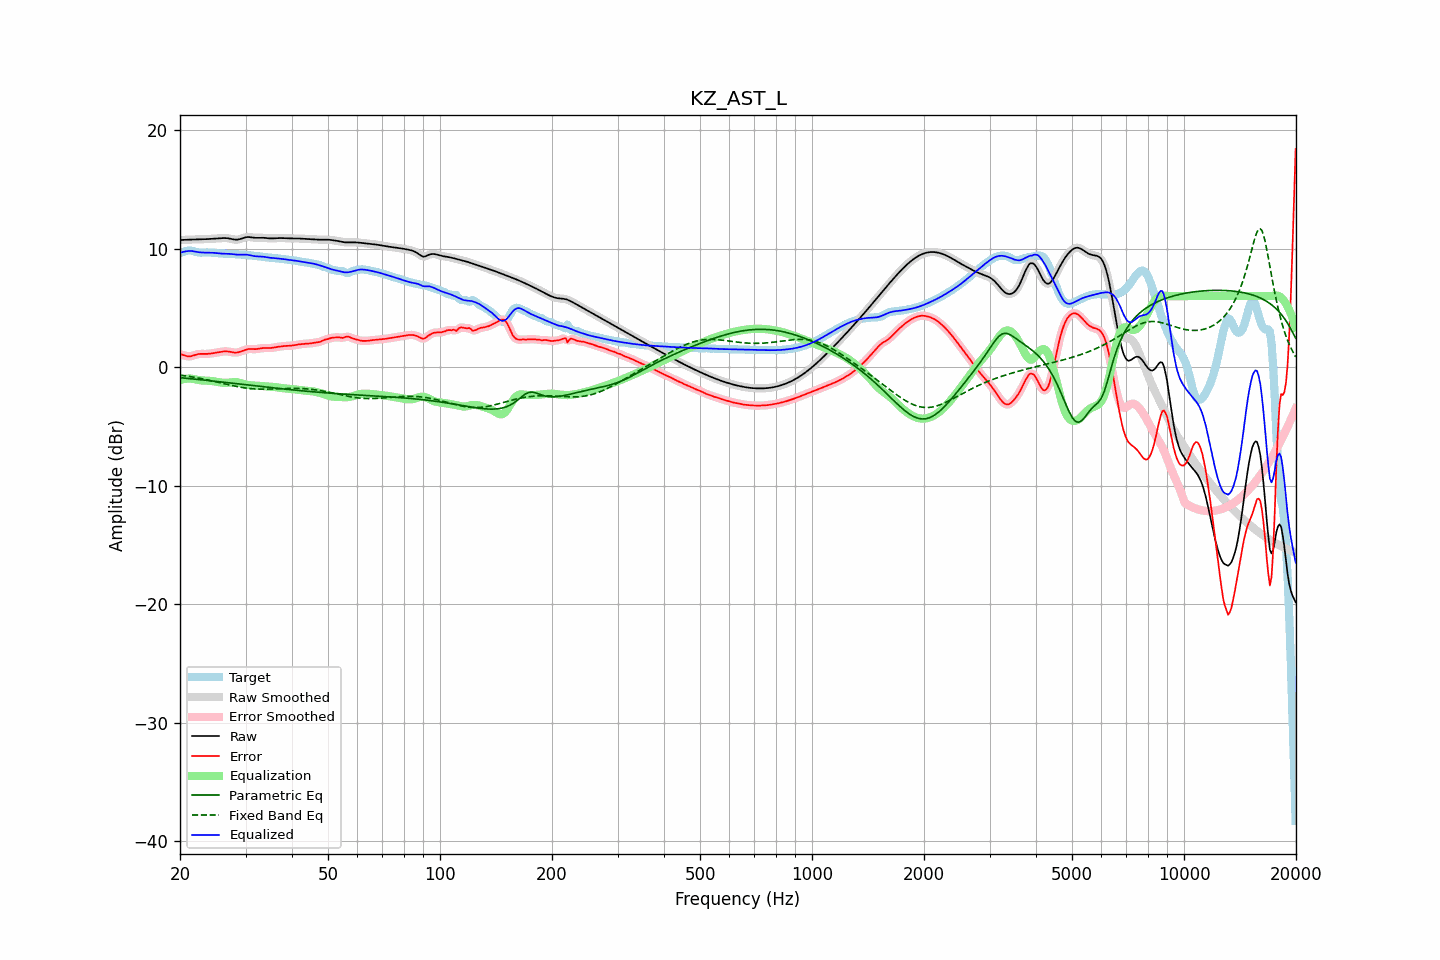 KZ_AST_L
20
10
0
−10
−20
−30
−40
Amplitude (dBr)
Target
Raw Smoothed
Error Smoothed
Raw
Error
Equalization
Parametric Eq
Fixed Band Eq
Equalized
20 50 100 200 500 1000 2000 5000 10000 20000
Frequency (Hz)